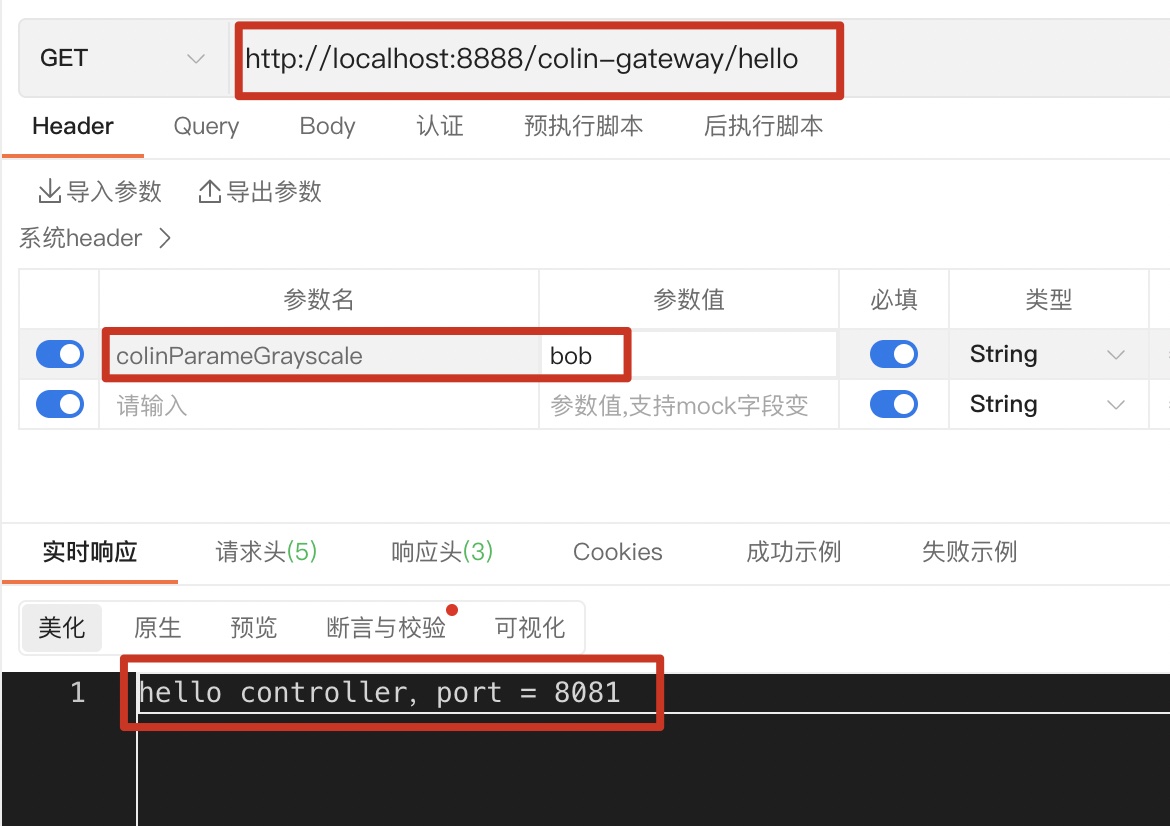 GET http://localhost:8888/colin-gateway/hello
Header Query Body 认证 预执行脚本 后执行脚本
导入参数 导出参数
系统header
参数名 参数值 必填 类型
colinParameGrayscale bob String
请输入 参数值,支持mock字段变 String
实时响应 请求头(5) 响应头(3) Cookies 成功示例 失败示例
美化 原生 预览 断言与校验 可视化
1 hello controller, port = 8081